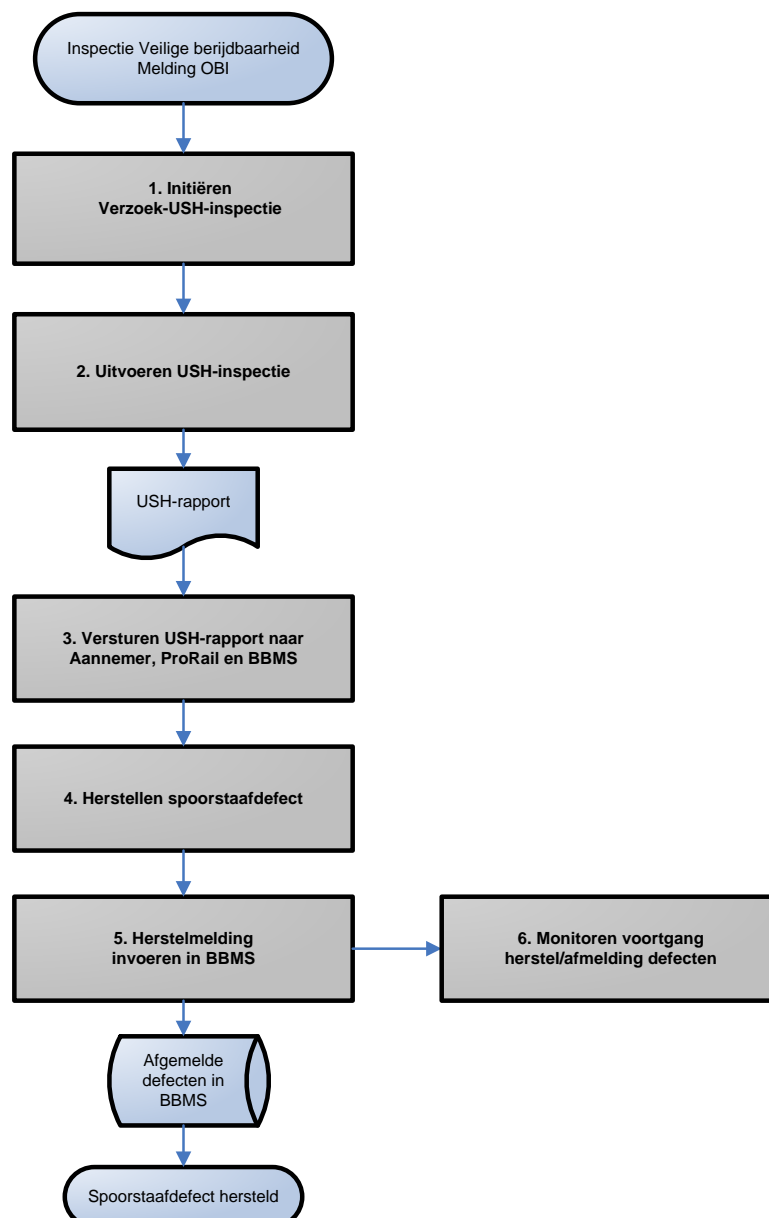 Inspectie Veilige berijdbaarheid
Melding OBI
1. Initiëren
Verzoek-USH-inspectie
2. Uitvoeren USH-inspectie
USH-rapport
3. Versturen USH-rapport naar
Aannemer, ProRail en BBMS
4. Herstellen spoorstaafdefect
5. Herstelmelding
invoeren in BBMS
6. Monitoren voortgang
herstel/afmelding defecten
Afgemelde
defecten in
BBMS
Spoorstaafdefect hersteld